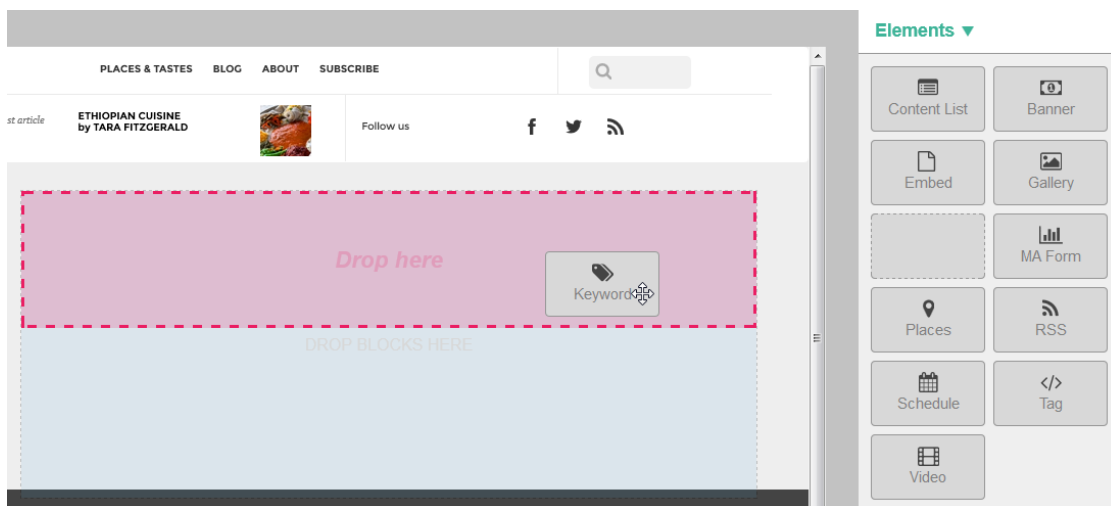 Elements ▼
PLACES & TASTES BLOG ABOUT SUBSCRIBE
st article
ETHIOPIAN CUISINE
by TARA FITZGERALD
Follow us
Drop here
Keyword
DROP BLOCKS HERE
Content List
Banner
Embed
Gallery
MA Form
Places
RSS
Schedule
</>
Tag
Video